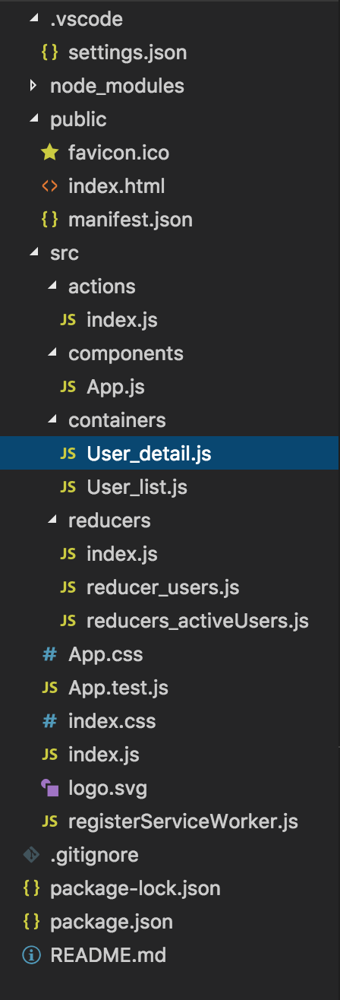 .vscode
{} settings.json
node_modules
public
favicon.ico
<> index.html
{} manifest.json
src
actions
JS index.js
components
JS App.js
containers
JS User_detail.js
JS User_list.js
reducers
JS index.js
JS reducer_users.js
JS reducers_activeUsers.js
# App.css
JS App.test.js
# index.css
JS index.js
logo.svg
JS registerServiceWorker.js
.gitignore
{} package-lock.json
{} package.json
README.md